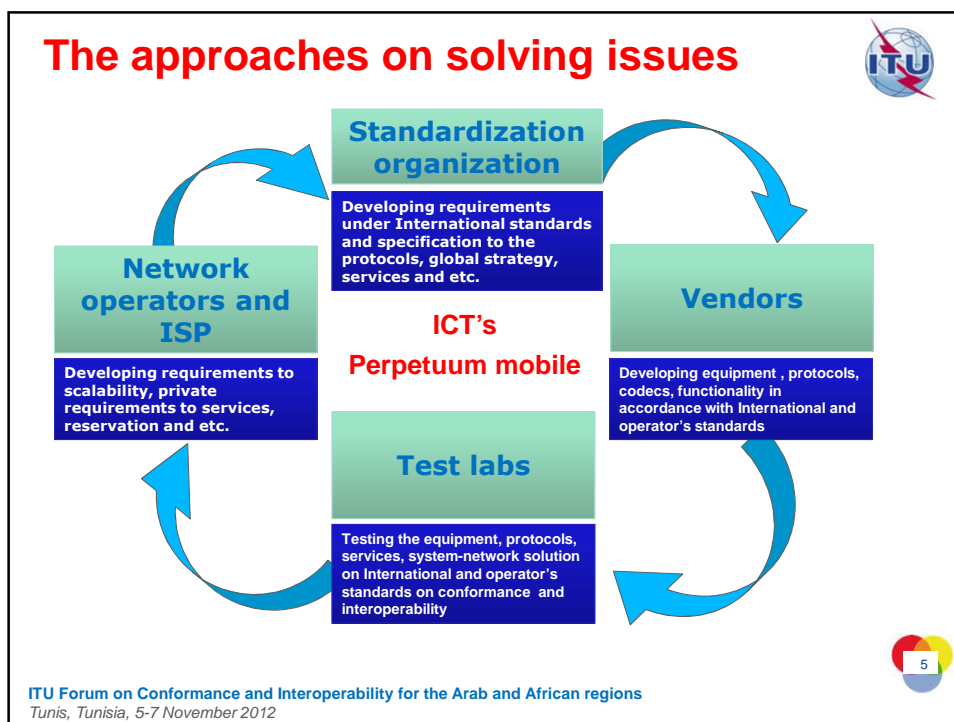 The approaches on solving issues
ITU
Standardization
organization
Developing requirements
under International standards
and specification to the
protocols, global strategy,
services and etc.
Network
operators and
ISP
Developing requirements to
scalability, private
requirements to services,
reservation and etc.
ICT's
Perpetuum mobile
Vendors
Developing equipment , protocols,
codecs, functionality in
accordance with International and
operator's standards
Test labs
Testing the equipment, protocols,
services, system-network solution
on International and operator's
standards on conformance and
interoperability
5
ITU Forum on Conformance and Interoperability for the Arab and African regions
Tunis, Tunisia, 5-7 November 2012